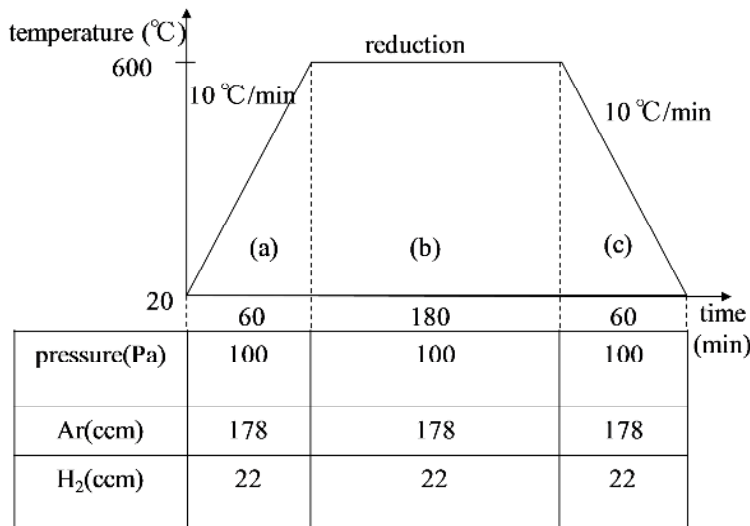 temperature (℃)
reduction
600
10℃/min
10℃/min
(a)
(b)
(c)
20
time
(min)
60
180
60
pressure(Pa)
100
100
100
Ar(ccm)
178
178
178
H₂(ccm)
22
22
22